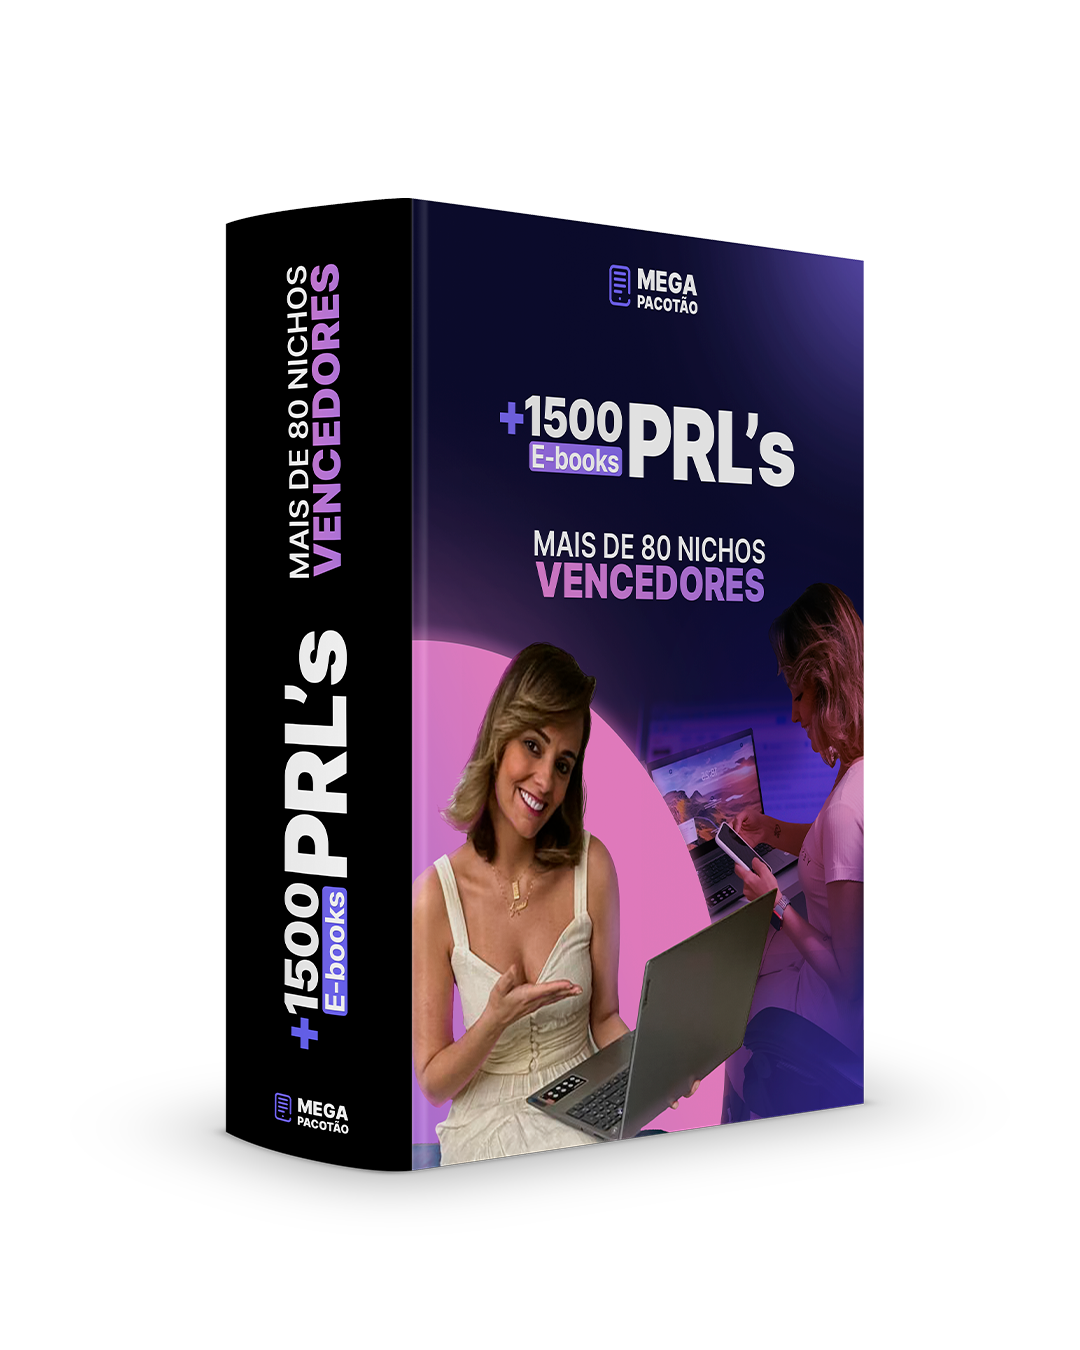 MAIS DE 80 NICHOS
VENCEDORES
+1500
E-books
PRL's
MEGA
PACOTÃO
MEGA
PACOTÃO
+1500
E-books
PRL's
MAIS DE 80 NICHOS
VENCEDORES